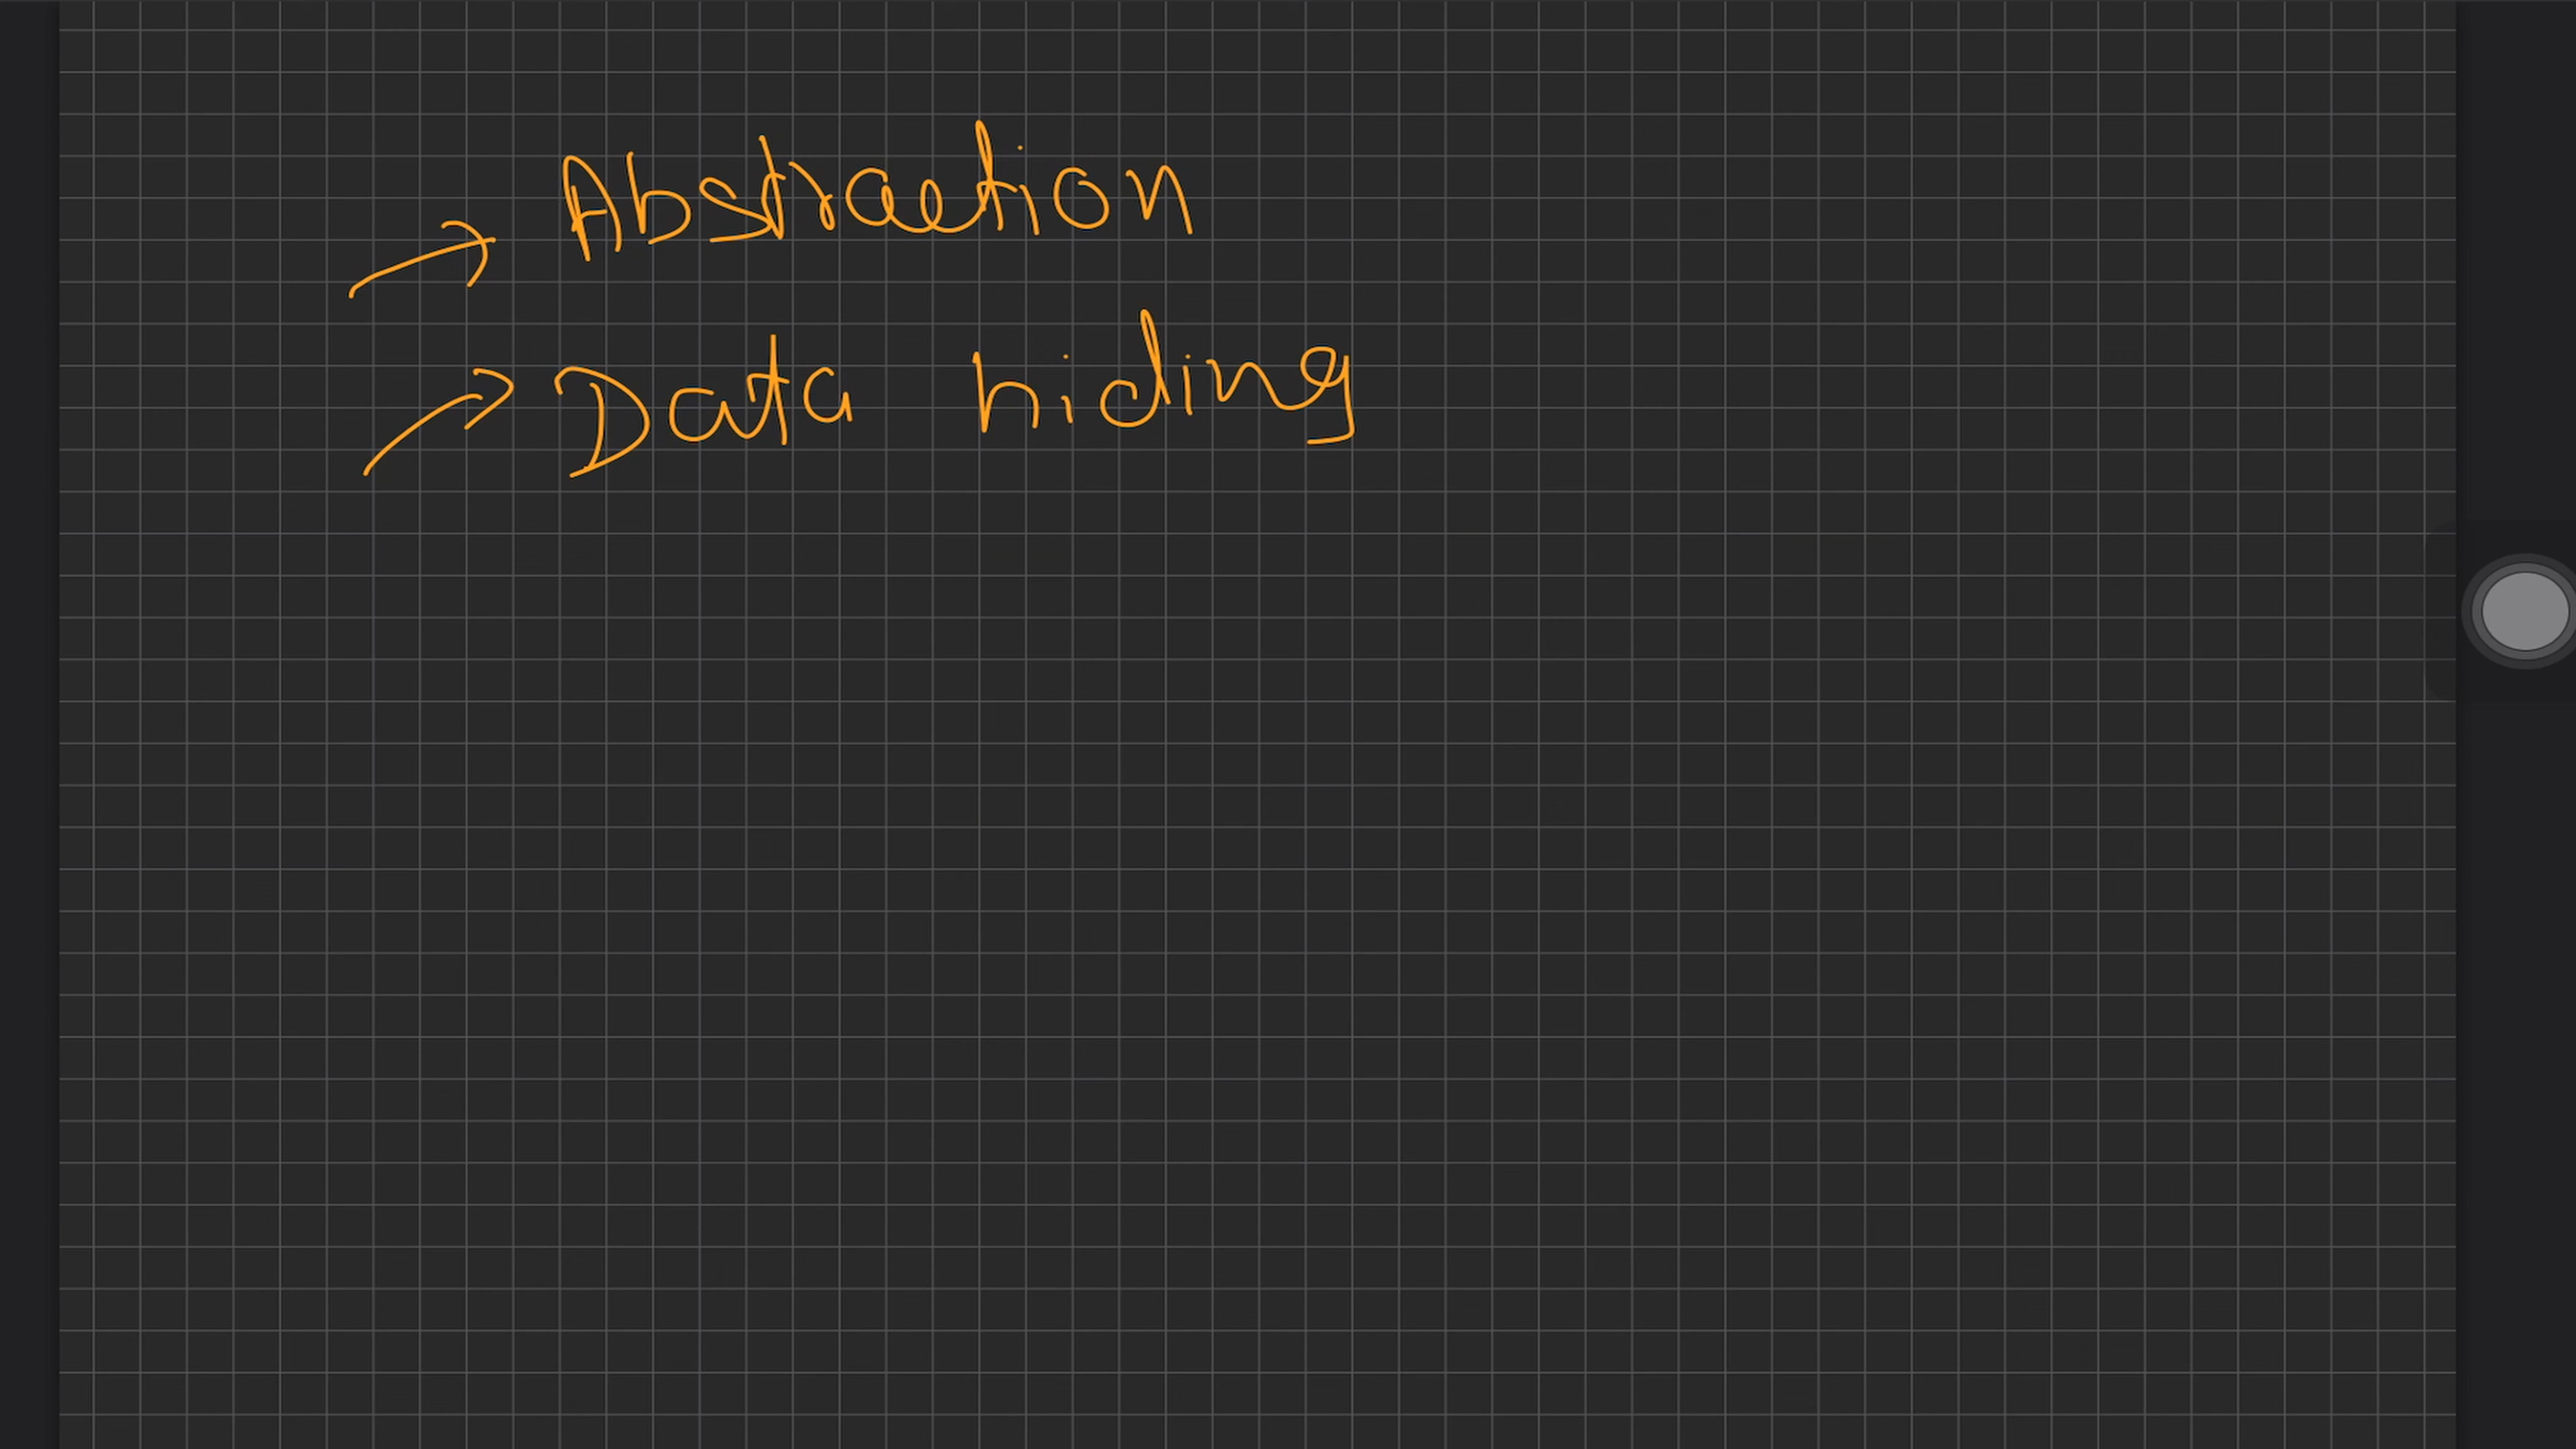 → Abstraction
→ Data hiding